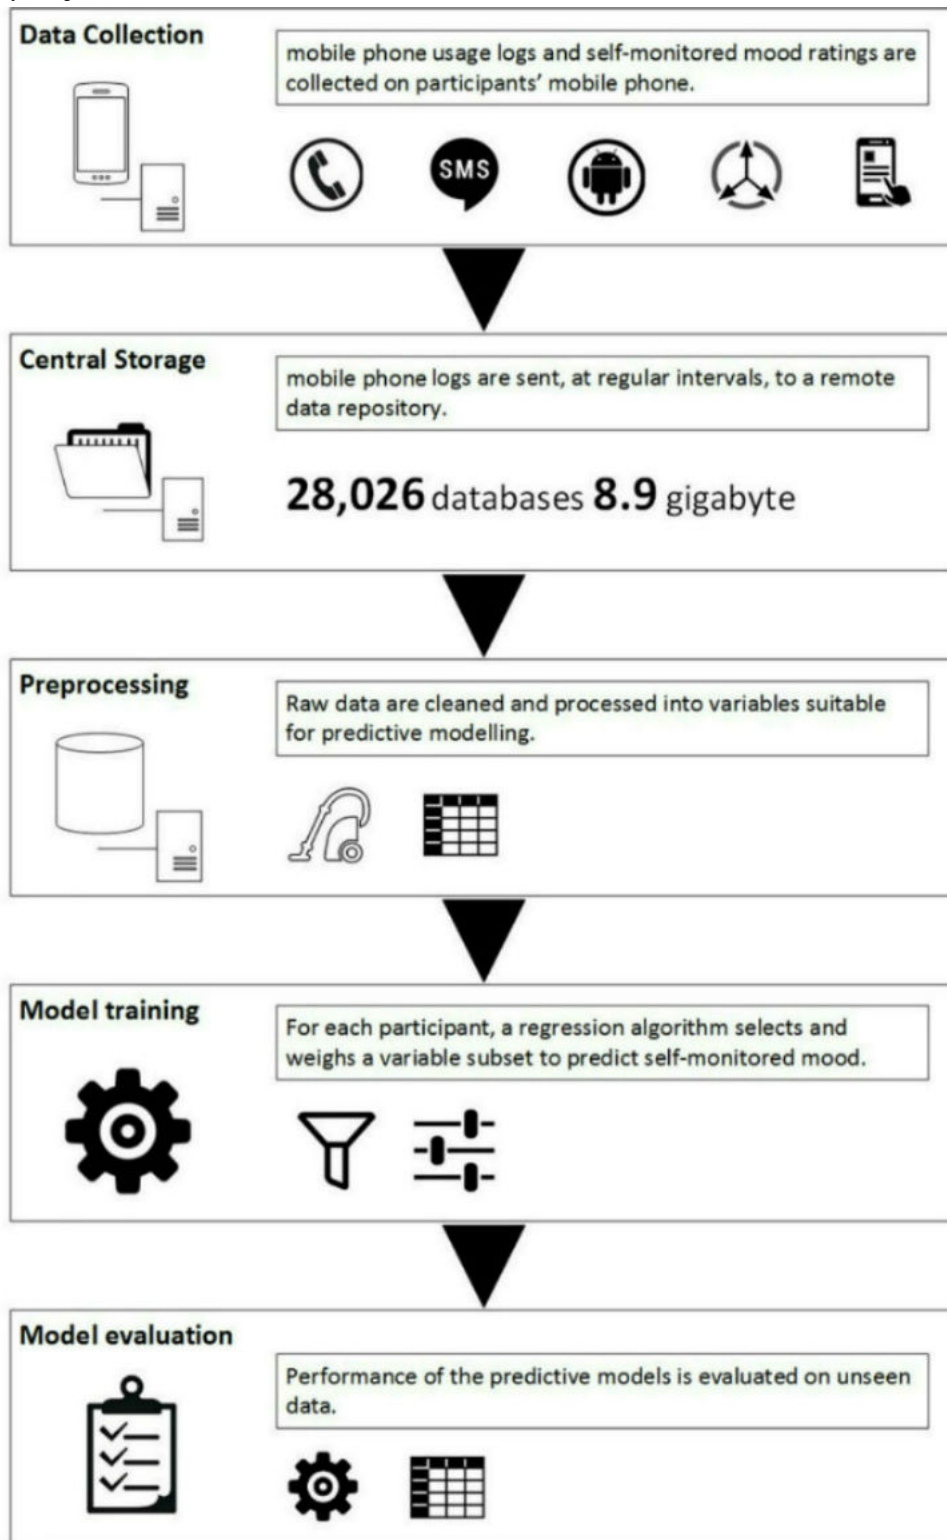 Data Collection
mobile phone usage logs and self-monitored mood ratings are
collected on participants' mobile phone.
SMS
Central Storage
mobile phone logs are sent, at regular intervals, to a remote
data repository.
28,026 databases 8.9 gigabyte
Preprocessing
Raw data are cleaned and processed into variables suitable
for predictive modelling.
Model training
For each participant, a regression algorithm selects and
weighs a variable subset to predict self-monitored mood.
Model evaluation
Performance of the predictive models is evaluated on unseen
data.